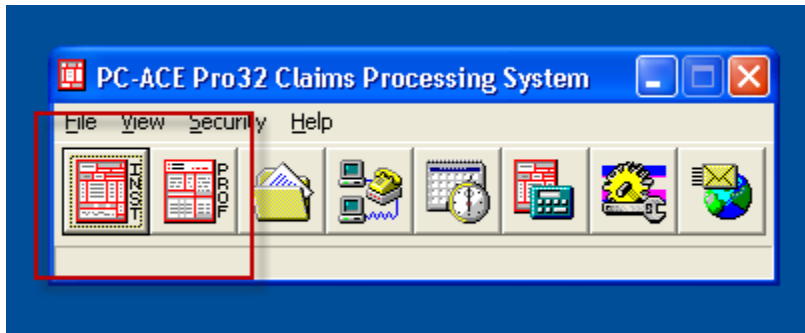 PC-ACE Pro32 Claims Processing System
File View Security Help
INST PROF